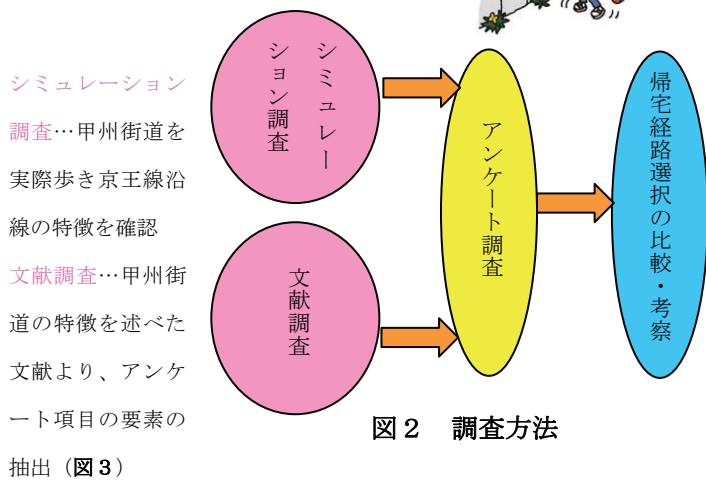 シミュレーション
調査…甲州街道を
実際歩き京王線沿
線の特徴を確認
文献調査…甲州街
道の特徴を述べた
文献より、アンケ
ート項目の要素の
抽出（図3）
シミュレー
ション調査
文献調査
アンケート調査
帰宅経路選択の比較・考察
図２　調査方法